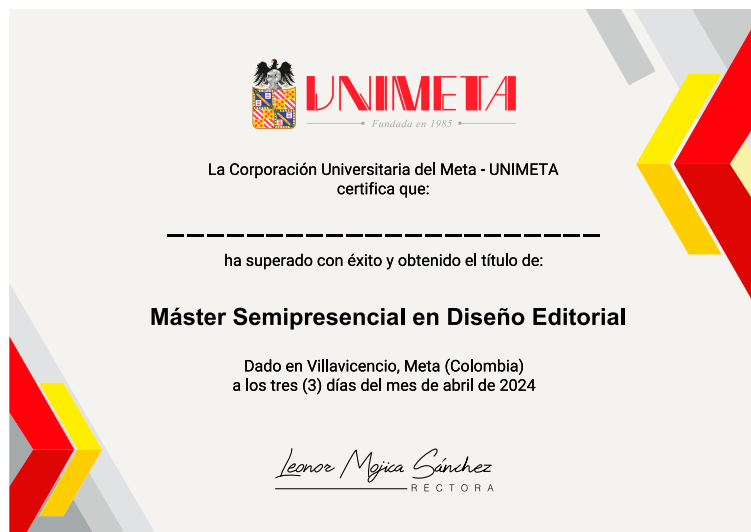 UNIMETA
Fundada en 1985
La Corporación Universitaria del Meta - UNIMETA
certifica que:
ha superado con éxito y obtenido el título de:
Máster Semipresencial en Diseño Editorial
Dado en Villavicencio, Meta (Colombia)
a los tres (3) días del mes de abril de 2024
Leonor Mojica Sánchez
RECTORA